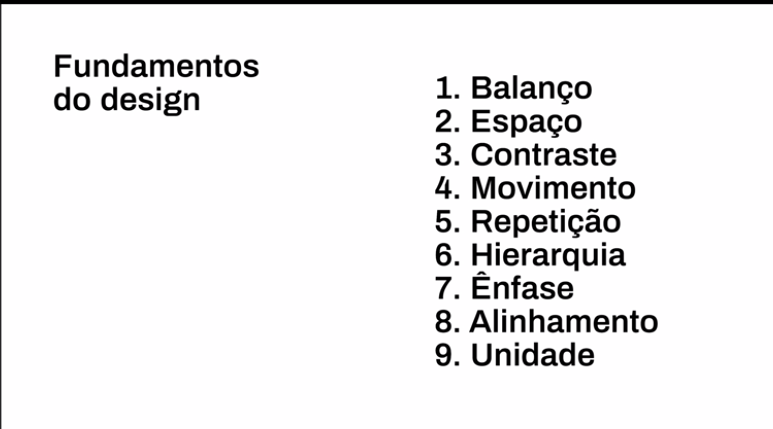 Fundamentos
do design
1. Balanço
2. Espaço
3. Contraste
4. Movimento
5. Repetição
6. Hierarquia
7. Ênfase
8. Alinhamento
9. Unidade